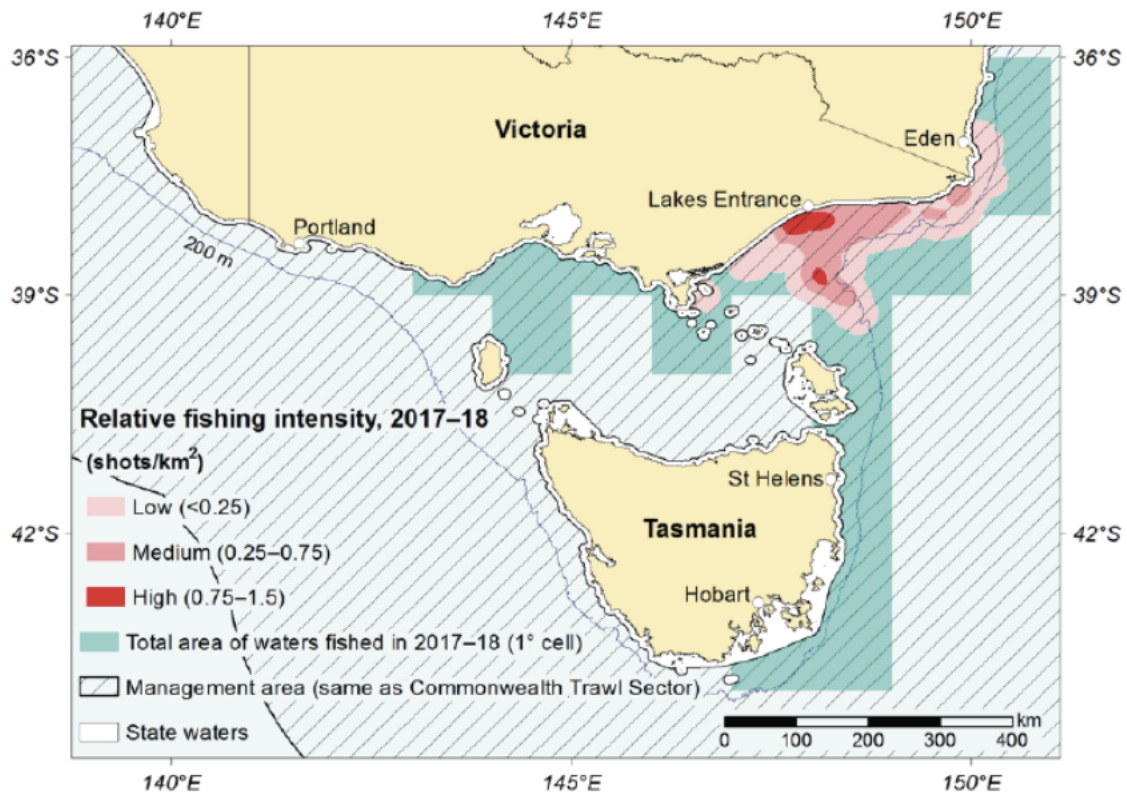 140°E 145°E 150°E
36°S 36°S
Victoria
Eden
Lakes Entrance
Portland
200 m
39°S 39°S
Relative fishing intensity, 2017–18
(shots/km²)
Low (<0.25)
St Helens
Medium (0.25–0.75)
Tasmania
42°S 42°S
High (0.75–1.5)
Hobart
Total area of waters fished in 2017–18 (1° cell)
Management area (same as Commonwealth Trawl Sector)
State waters
km
0 100 200 300 400
140°E 145°E 150°E